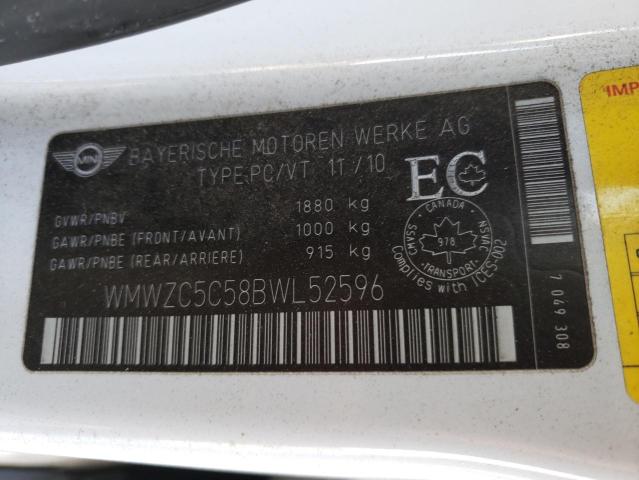 MINI
BAYERISCHE MOTOREN WERKE AG
TYPE:PC/VT 11/10
EC
GVWR/PNBV 1880 kg
GAWR/PNBE (FRONT/AVANT) 1000 kg
GAWR/PNBE (REAR/ARRIERE) 915 kg
CANADA
CMVSS
978
NSVAC
TRANSPORT
ICES-002
WMWZC5C58BWL52596
7 049 308
"IMP